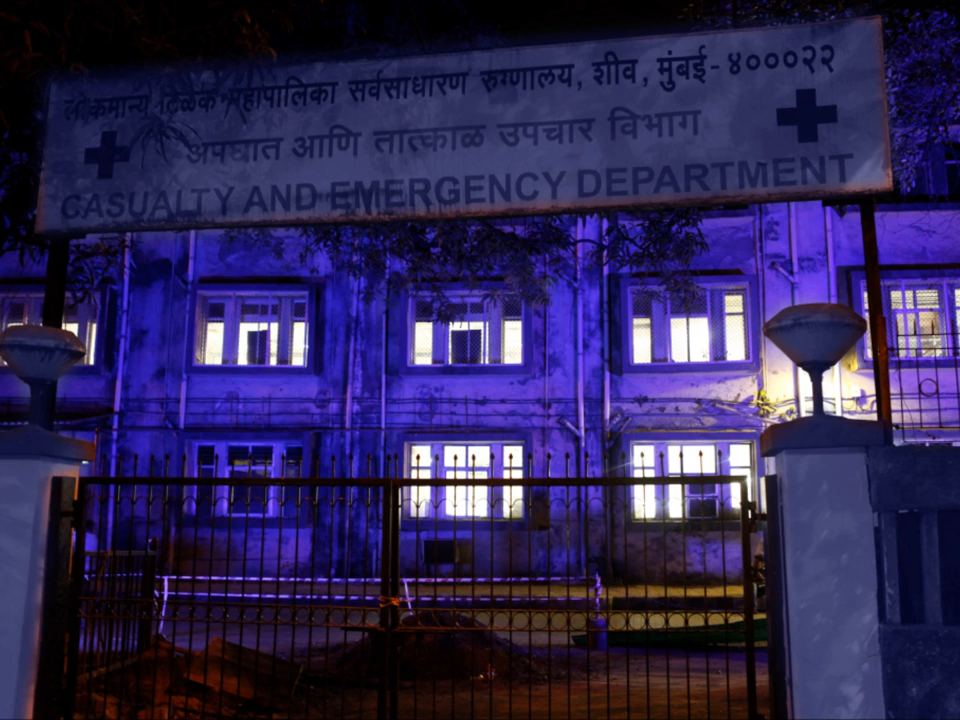 लोकमान्य टिळक महापालिका सर्वसाधारण रुग्णालय, शीव, मुंबई - ४०००२२
अपघात आणि तात्काळ उपचार विभाग
CASUALTY AND EMERGENCY DEPARTMENT